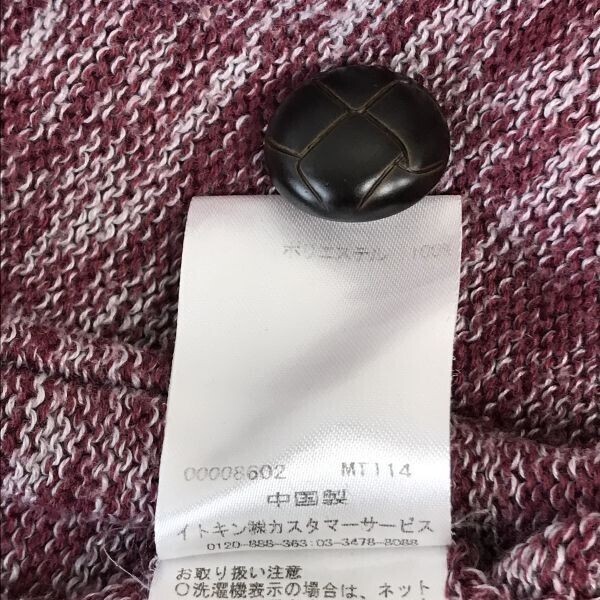 ポリエステル 100%
00008602 MT114
中国製
イトキン㈱カスタマーサービス
0120-888-363:03-3478-8088
お取り扱い注意
○洗濯機表示の場合は、ネット